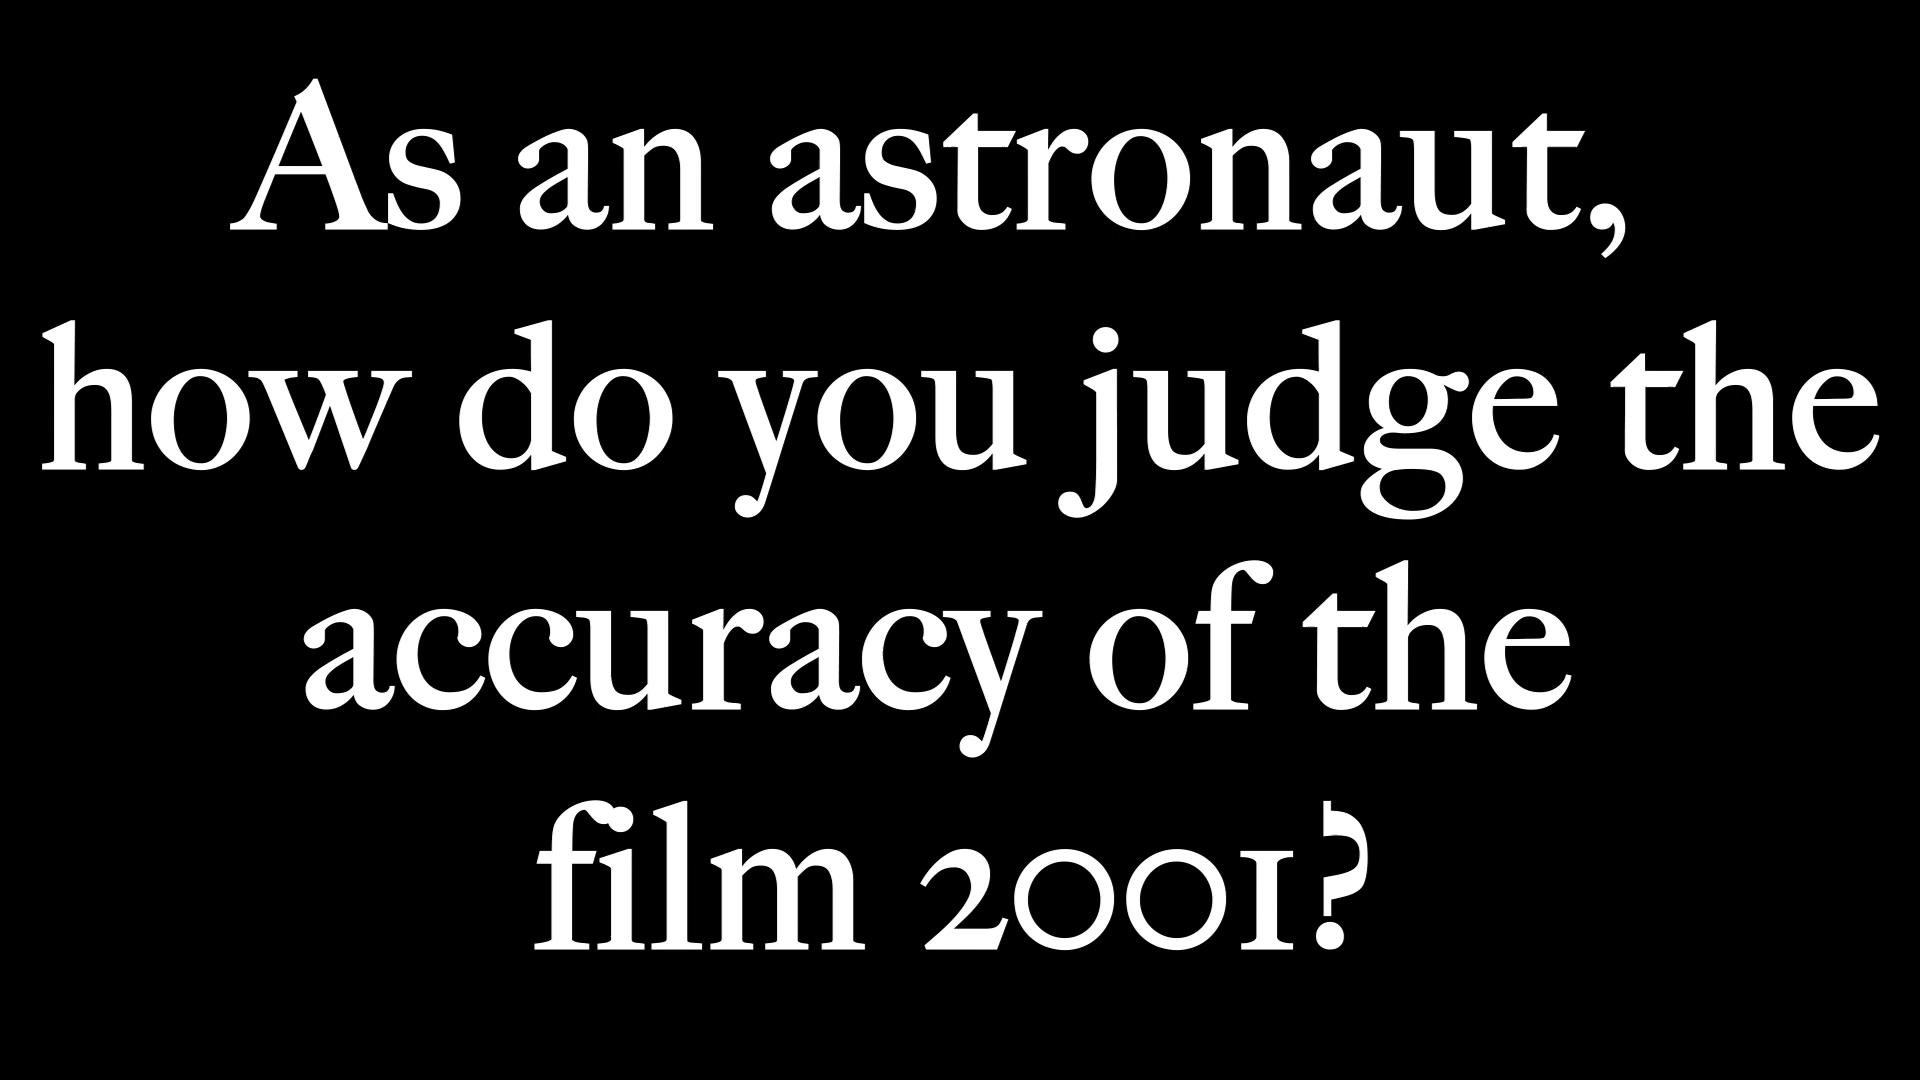 As an astronaut,
how do you judge the
accuracy of the
film 2001?